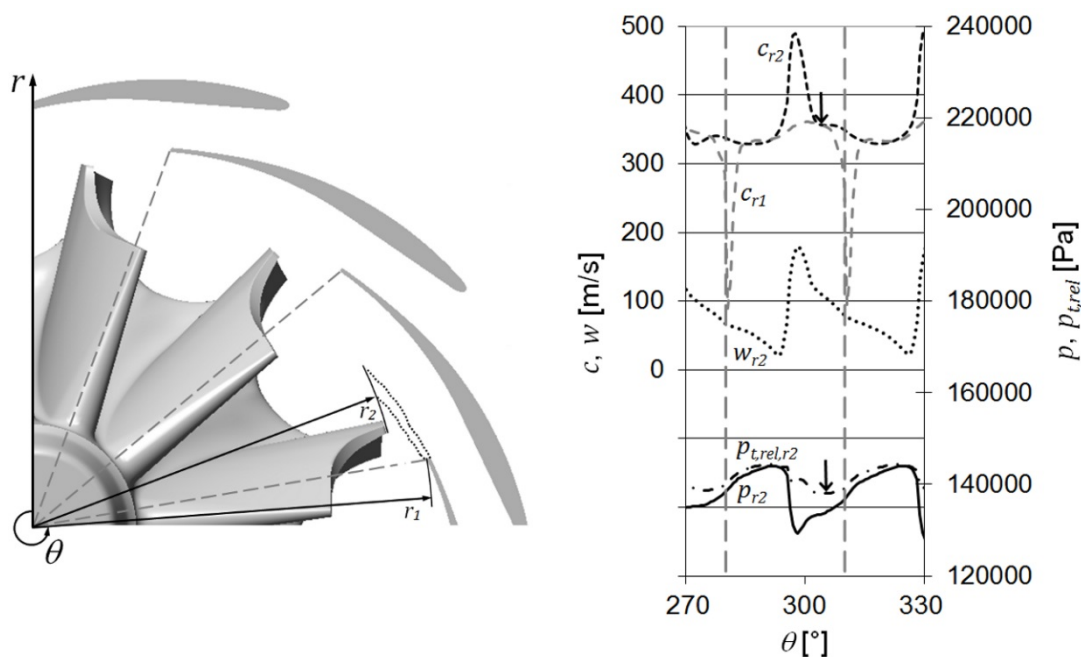 r
r2
r1
θ
500
400
300
200
100
0
c, w [m/s]
cr2
cr1
wr2
pt,rel,r2
pr2
240000
220000
200000
180000
160000
140000
120000
p, pt,rel [Pa]
270
300
330
θ [°]